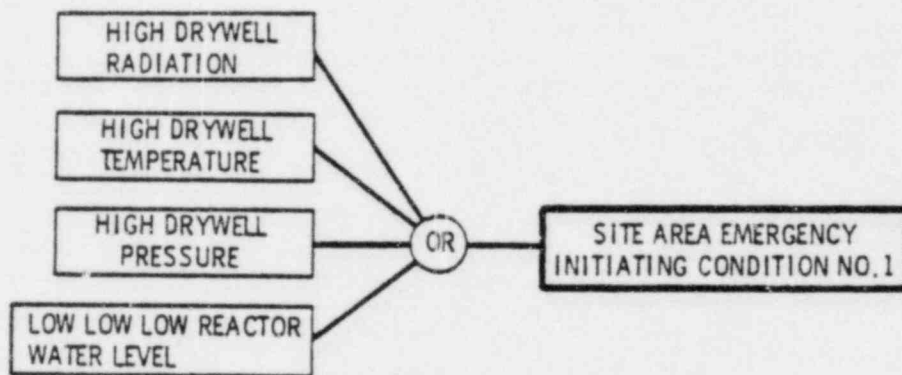 HIGH DRYWELL
RADIATION
HIGH DRYWELL
TEMPERATURE
HIGH DRYWELL
PRESSURE
LOW LOW LOW REACTOR
WATER LEVEL
OR
SITE AREA EMERGENCY
INITIATING CONDITION NO.1